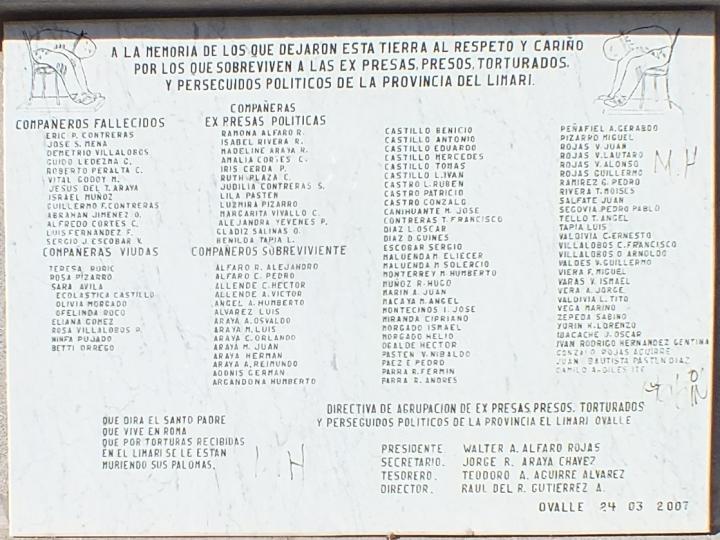 A LA MEMORIA DE LOS QUE DEJARON ESTA TIERRA AL RESPETO Y CARIÑO
POR LOS QUE SOBREVIVEN A LAS EX PRESAS, PRESOS, TORTURADOS,
Y PERSEGUIDOS POLITICOS DE LA PROVINCIA DEL LIMARI.
COMPAÑEROS FALLECIDOS
ERIC P. CONTRERAS
JOSE S. MENA
DEMETRIO VILLALOBOS
GUIDO LEDEZMA C.
ROBERTO PERALTA C.
VITAL GODOY M.
JESUS DEL T. ARAYA
ISRAEL MUÑOZ
GUILLERMO F. CONTRERAS
ABRAHAN JIMENEZ O.
ALFREDO CORTES C.
LUIS FERNANDEZ F.
SERGIO J. ESCOBAR V.
COMPAÑERAS VIUDAS
TERESA RODIC
ROSA PIZARRO
SARA AVILA
ESCOLASTICA CASTILLO
OLIVIA MORGADO
OFELINDA ROCO
ELIANA GOMEZ
ROSA VILLALOBOS P.
NINFA PUJADO
BETTI ORREGO
COMPAÑERAS
EX PRESAS POLITICAS
RAMONA ALFARO R.
ISABEL RIVERA R.
MADELINE ARAYA R.
AMALIA CORTES C.
IRIS CERDA P.
RUTH PLAZA C.
JUDILIA CONTRERAS S.
LILA PASTEN
LUZMIRA PIZARRO
MARGARITA VIVALLO C.
ALEJANDRA YEVENES P.
GLADIZ SALINAS O.
BENILDA TAPIA L.
COMPAÑEROS SOBREVIVIENTE
ALFARO R. ALEJANDRO
ALFARO C. PEDRO
ALLENDE C. HECTOR
ALLENDE A. VICTOR
ANGEL A. HUMBERTO
ALVAREZ LUIS
ARAYA A. OSVALDO
ARAYA M. LUIS
ARAYA C. ORLANDO
ARAYA M. JUAN
ARAYA HERMAN
ARAYA A. REIMUNDO
ADONIS GERMAN
ARGANDONA HUMBERTO
CASTILLO BENICIO
CASTILLO ANTONIO
CASTILLO EDUARDO
CASTILLO MERCEDES
CASTILLO TOMAS
CASTILLO L. IVAN
CASTRO L. RUBEN
CASTRO PATRICIO
CASTRO GONZALO
CANIHUANTE M. JOSE
CONTRERAS T. FRANCISCO
DIAZ L. OSCAR
DIAZ D. GUINES
ESCOBAR SERGIO
MALUENDA M. ELIECER
MALUENDA M. SOLERCIO
MONTERREY M. HUMBERTO
MUÑOZ R. HUGO
MARIN A. JUAN
MACAYA M. ANGEL
MONTECINOS I. JOSE
MIRANDA CIPRIANO
MORGADO ISMAEL
MORGADO HELIO
OGALDE HECTOR
PASTEN V. NIBALDO
PAEZ E. PEDRO
PARRA R. FERMIN
PARRA R. ANDRES
PEÑAFIEL A. GERARDO
PIZARRO MIGUEL
ROJAS V. JUAN
ROJAS V. LAUTARO
ROJAS V. ALONSO
ROJAS GUILLERMO
RAMIREZ G. PEDRO
RIVERA T. MOISES
SALFATE JUAN
SEGOVIA PEDRO PABLO
TELLO T. ANGEL
TAPIA LUIS
VALDIVIA C. ERNESTO
VILLALOBOS C. FRANCISCO
VILLALOBOS O. ARNOLDO
VALDES V. GUILLERMO
VIERA F. MIGUEL
VARAS V. ISMAEL
VERA A. JORGE
VALDIVIA L. TITO
VEGA MARINO
ZEPEDA SABINO
YORIN K. LORENZO
WACACHE J. OSCAR
IVAN RODRIGO HERNANDEZ GENTINA
GONZALO ROJAS AGUIRRE
JUAN BAUTISTA PASTEN DIAZ
CAMILO A. GILES
M.H
QUE DIRA EL SANTO PADRE
QUE VIVE EN ROMA
QUE POR TORTURAS RECIBIDAS
EN EL LIMARI SE LE ESTAN
MURIENDO SUS PALOMAS.
H
DIRECTIVA DE AGRUPACION DE EX PRESAS, PRESOS, TORTURADOS
Y PERSEGUIDOS POLITICOS DE LA PROVINCIA EL LIMARI OVALLE
PRESIDENTE. WALTER A. ALFARO ROJAS
SECRETARIO. JORGE R. ARAYA CHAVEZ
TESORERO. TEODORO A. AGUIRRE ALVAREZ
DIRECTOR. RAUL DEL R. GUTIERREZ A.
OVALLE 24 03 2007